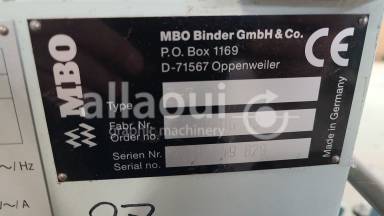 MBO
MBO Binder GmbH & Co.
P.O. Box 1169
D-71567 Oppenweiler
CE
Type
Fabr. Nr.
Order no.
Serien Nr.
Serial no.
Made in Germany
allaoui
graphic machinery
~/Hz
~/A